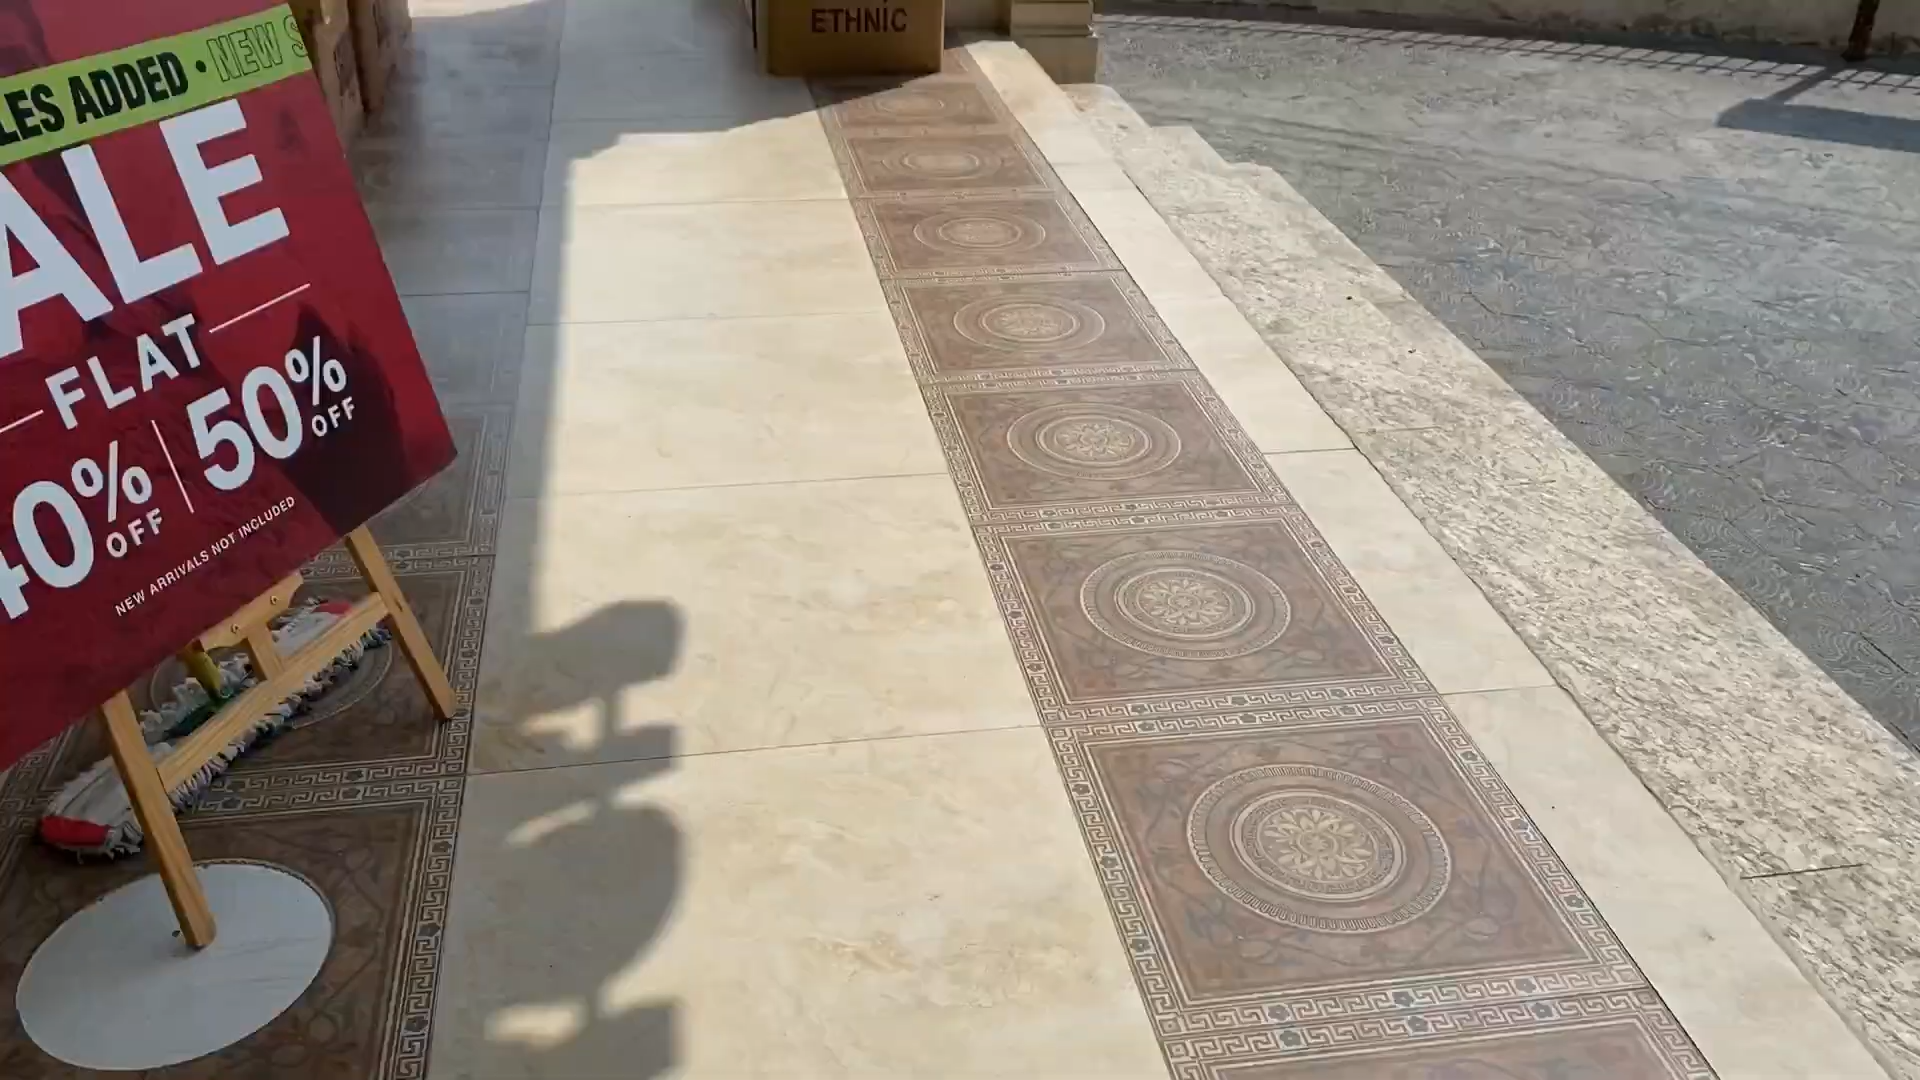 LES ADDED • NEW S
ALE
FLAT
40% OFF | 50% OFF
NEW ARRIVALS NOT INCLUDED
ETHNIC